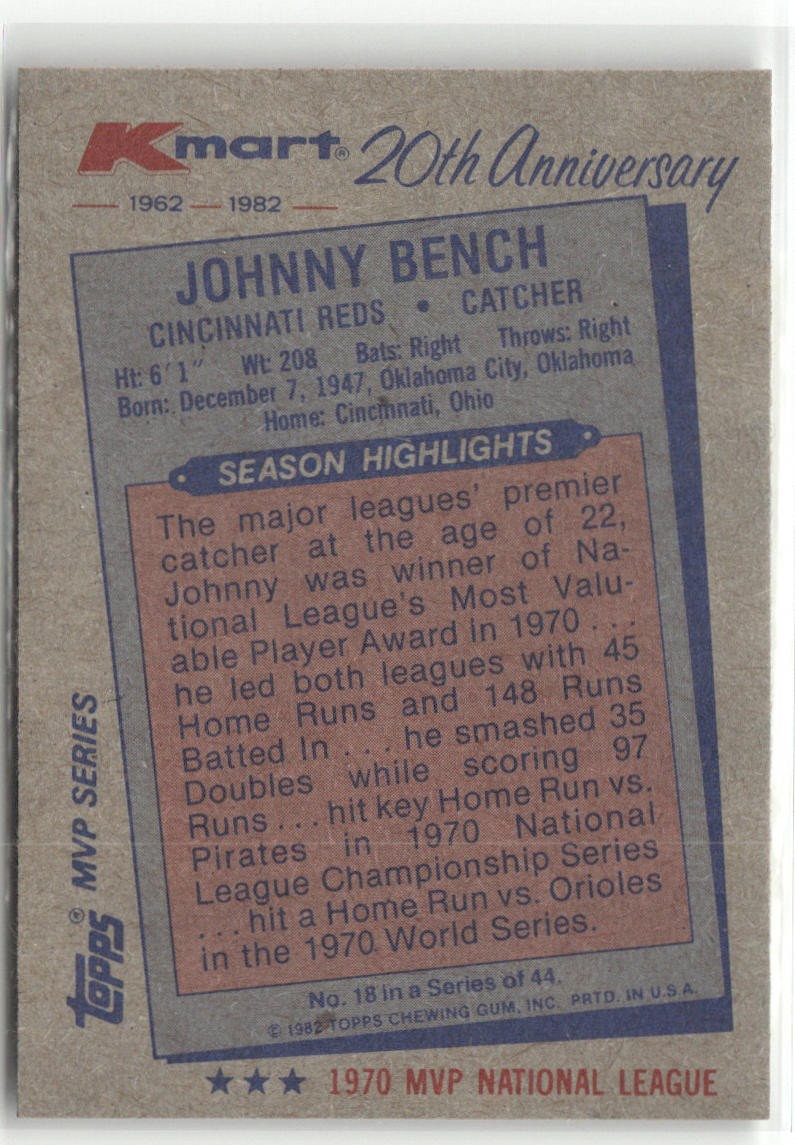 Kmart® 20th Anniversary
1962 — 1982
JOHNNY BENCH
CINCINNATI REDS • CATCHER
Ht: 6'1" Wt: 208 Bats: Right Throws: Right
Born: December 7, 1947, Oklahoma City, Oklahoma
Home: Cincinnati, Ohio
SEASON HIGHLIGHTS
The major leagues' premier
catcher at the age of 22,
Johnny was winner of Na-
tional League's Most Valu-
able Player Award in 1970 . . .
he led both leagues with 45
Home Runs and 148 Runs
Batted In . . . he smashed 35
Doubles while scoring 97
Runs . . . hit key Home Run vs.
Pirates in 1970 National
League Championship Series
. . . hit a Home Run vs. Orioles
in the 1970 World Series.
No. 18 in a Series of 44.
© 1982 TOPPS CHEWING GUM, INC. PRTD. IN U.S.A.
TOPPS® MVP SERIES
★★★ 1970 MVP NATIONAL LEAGUE